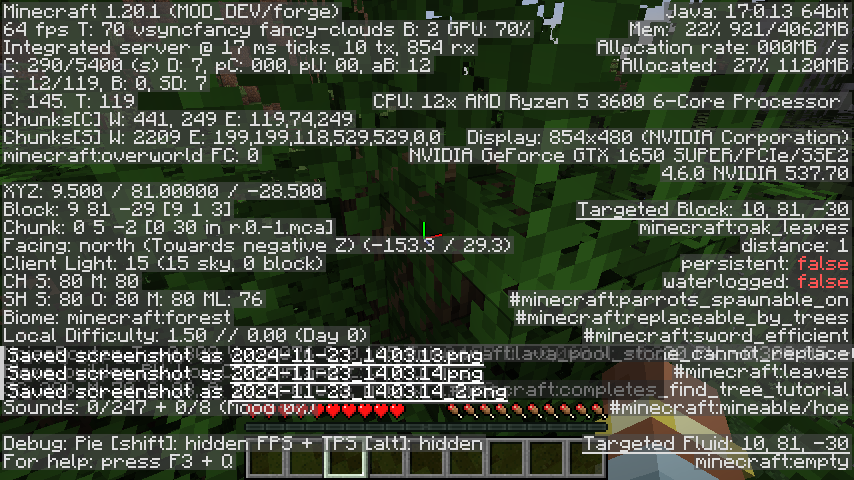 Minecraft 1.20.1 (MOD_DEV/forge)
64 fps T: 70 vsyncfancy fancy-clouds B: 2 GPU: 70%
Integrated server @ 17 ms ticks, 10 tx, 854 rx
C: 290/5400 (s) D: 7, pC: 000, pU: 00, aB: 12
E: 12/119, B: 0, SD: 7
P: 145. T: 119
Chunks[C] W: 441, 249 E: 119,74,249
Chunks[S] W: 2209 E: 199,199,118,529,529,0,0
minecraft:overworld FC: 0
XYZ: 9.500 / 81.00000 / -28.500
Block: 9 81 -29 [9 1 3]
Chunk: 0 5 -2 [0 30 in r.0.-1.mca]
Facing: north (Towards negative Z) (-153.3 / 29.3)
Client Light: 15 (15 sky, 0 block)
CH S: 80 M: 80
SH S: 80 O: 80 M: 80 ML: 76
Biome: minecraft:forest
Local Difficulty: 1.50 // 0.00 (Day 0)
Saved screenshot as 2024-11-23_14.03.13.png
Saved screenshot as 2024-11-23_14.03.14.png
Saved screenshot as 2024-11-23_14.03.14_2.png
Sounds: 0/247 + 0/8
Debug: Pie [shift]: hidden FPS + TPS [alt]: hidden
For help: press F3 + Q
Java: 17.0.13 64bit
Mem: 22% 921/4062MB
Allocation rate: 000MB /s
Allocated: 27% 1120MB
CPU: 12x AMD Ryzen 5 3600 6-Core Processor
Display: 854x480 (NVIDIA Corporation)
NVIDIA GeForce GTX 1650 SUPER/PCIe/SSE2
4.6.0 NVIDIA 537.70
Targeted Block: 10, 81, -30
minecraft:oak_leaves
distance: 1
persistent: false
waterlogged: false
#minecraft:parrots_spawnable_on
#minecraft:replaceable_by_trees
#minecraft:sword_efficient
#minecraft:leaves
minecraft:completes_find_tree_tutorial
#minecraft:mineable/hoe
Targeted Fluid: 10, 81, -30
minecraft:empty